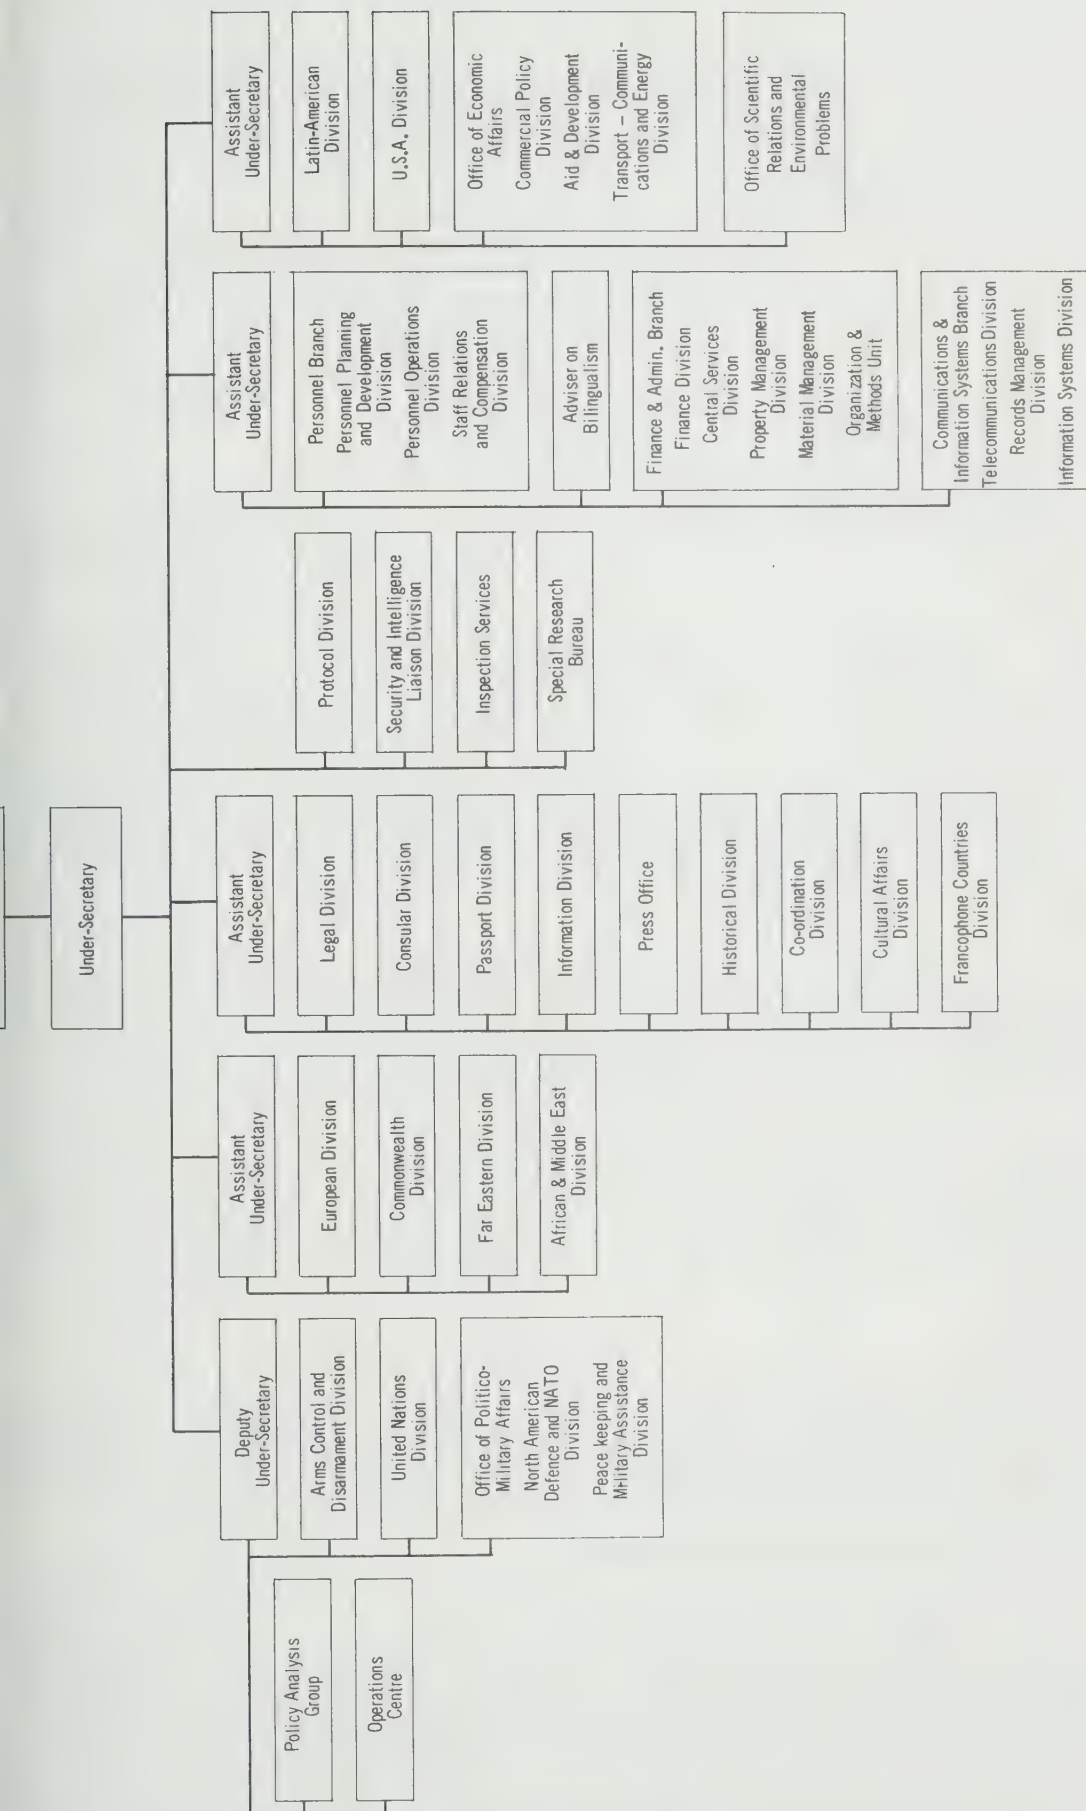 Under-Secretary
Policy Analysis
Group
Operations
Centre
Deputy
Under-Secretary
Arms Control and
Disarmament Division
United Nations
Division
Office of Politico-
Military Affairs
North American
Defence and NATO
Division
Peace keeping and
Military Assistance
Division
Assistant
Under-Secretary
European Division
Commonwealth
Division
Far Eastern Division
African & Middle East
Division
Assistant
Under-Secretary
Legal Division
Consular Division
Passport Division
Information Division
Press Office
Historical Division
Co-ordination
Division
Cultural Affairs
Division
Francophone Countries
Division
Protocol Division
Security and Intelligence
Liaison Division
Inspection Services
Special Research
Bureau
Assistant
Under-Secretary
Personnel Branch
Personnel Planning
and Development
Division
Personnel Operations
Division
Staff Relations
and Compensation
Division
Adviser on
Bilingualism
Finance & Admin. Branch
Finance Division
Central Services
Division
Property Management
Division
Material Management
Division
Organization &
Methods Unit
Communications &
Information Systems Branch
Telecommunications Division
Records Management
Division
Information Systems Division
Assistant
Under-Secretary
Latin-American
Division
U.S.A. Division
Office of Economic
Affairs
Commercial Policy
Division
Aid & Development
Division
Transport – Communi-
cations and Energy
Division
Office of Scientific
Relations and
Environmental
Problems